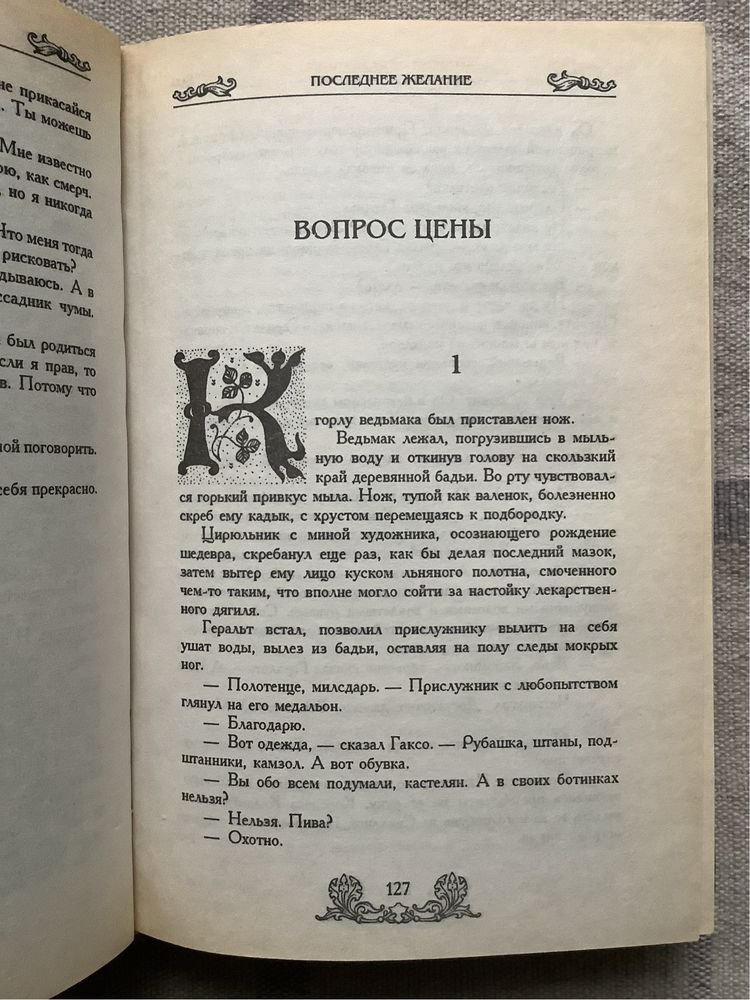 не прикасайся
. Ты можешь
Мне известно
как смерч.
но я никогда
Что меня тогда
рисковать?
А в
чумы.
был родиться
если я прав, то
Потому что
поговорить.
себя прекрасно.
ПОСЛЕДНЕЕ ЖЕЛАНИЕ
ВОПРОС ЦЕНЫ
1
К горлу ведьмака был приставлен нож.
Ведьмак лежал, погрузившись в мыль-
ную воду и откинув голову на скользкий
край деревянной бадьи. Во рту чувствовал-
ся горький привкус мыла. Нож, тупой как валенок, болезненно
скреб ему кадык, с хрустом перемещаясь к подбородку.
Цирюльник с миной художника, осознающего рождение
шедевра, скребанул еще раз, как бы делая последний мазок,
затем вытер ему лицо куском льняного полотна, смоченного
чем-то таким, что вполне могло сойти за настойку лекарствен-
ного дягиля.
Геральт встал, позволил прислужнику вылить на себя
ушат воды, вылез из бадьи, оставляя на полу следы мокрых
ног.
— Полотенце, милсдарь. — Прислужник с любопытством
глянул на его медальон.
— Благодарю.
— Вот одежда, — сказал Гаксо. — Рубашка, штаны, под-
штанники, камзол. А вот обувка.
— Вы обо всем подумали, кастелян. А в своих ботинках
нельзя?
— Нельзя. Пива?
— Охотно.
127